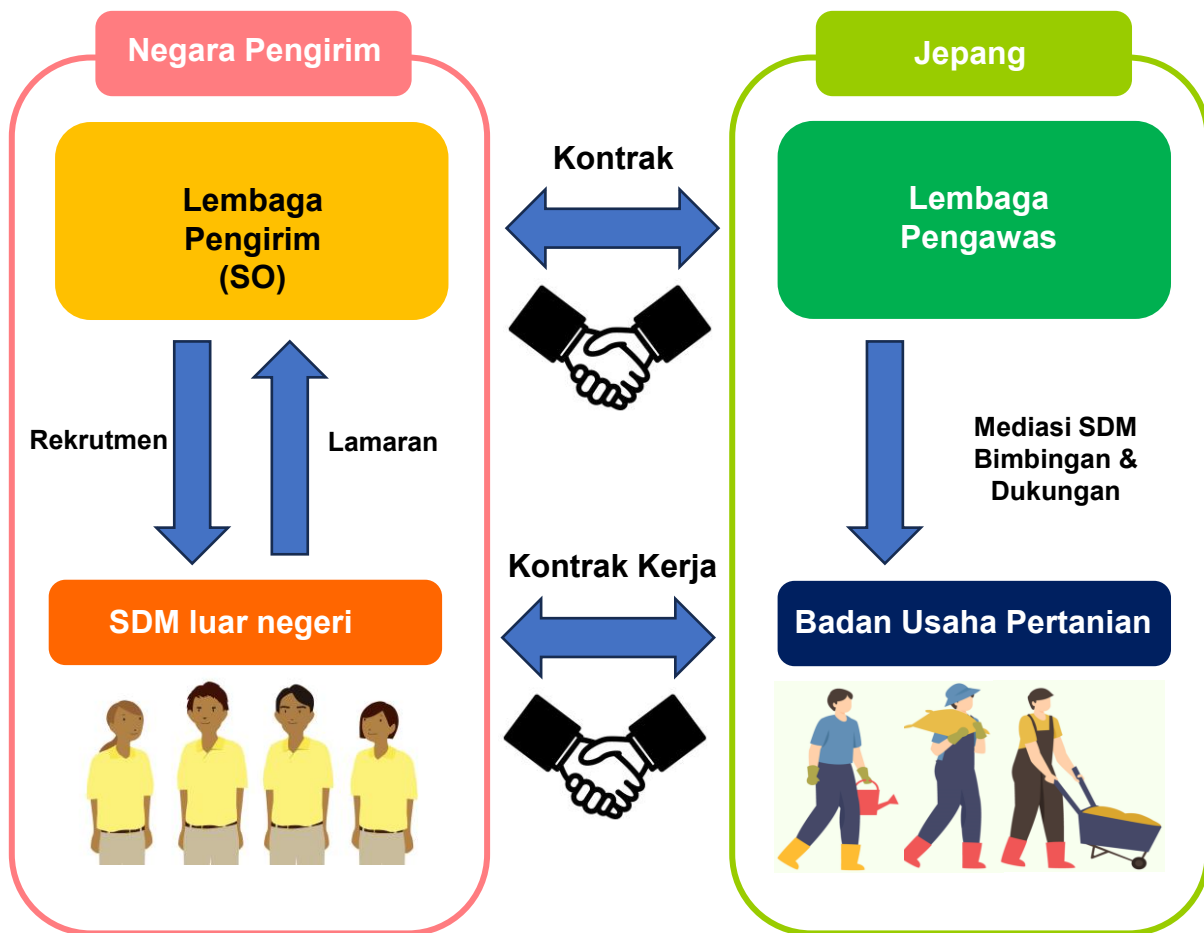 Negara Pengirim
Jepang
Lembaga
Pengirim
(SO)
Kontrak
Lembaga
Pengawas
Rekrutmen
Lamaran
Mediasi SDM
Bimbingan &
Dukungan
Kontrak Kerja
SDM luar negeri
Badan Usaha Pertanian